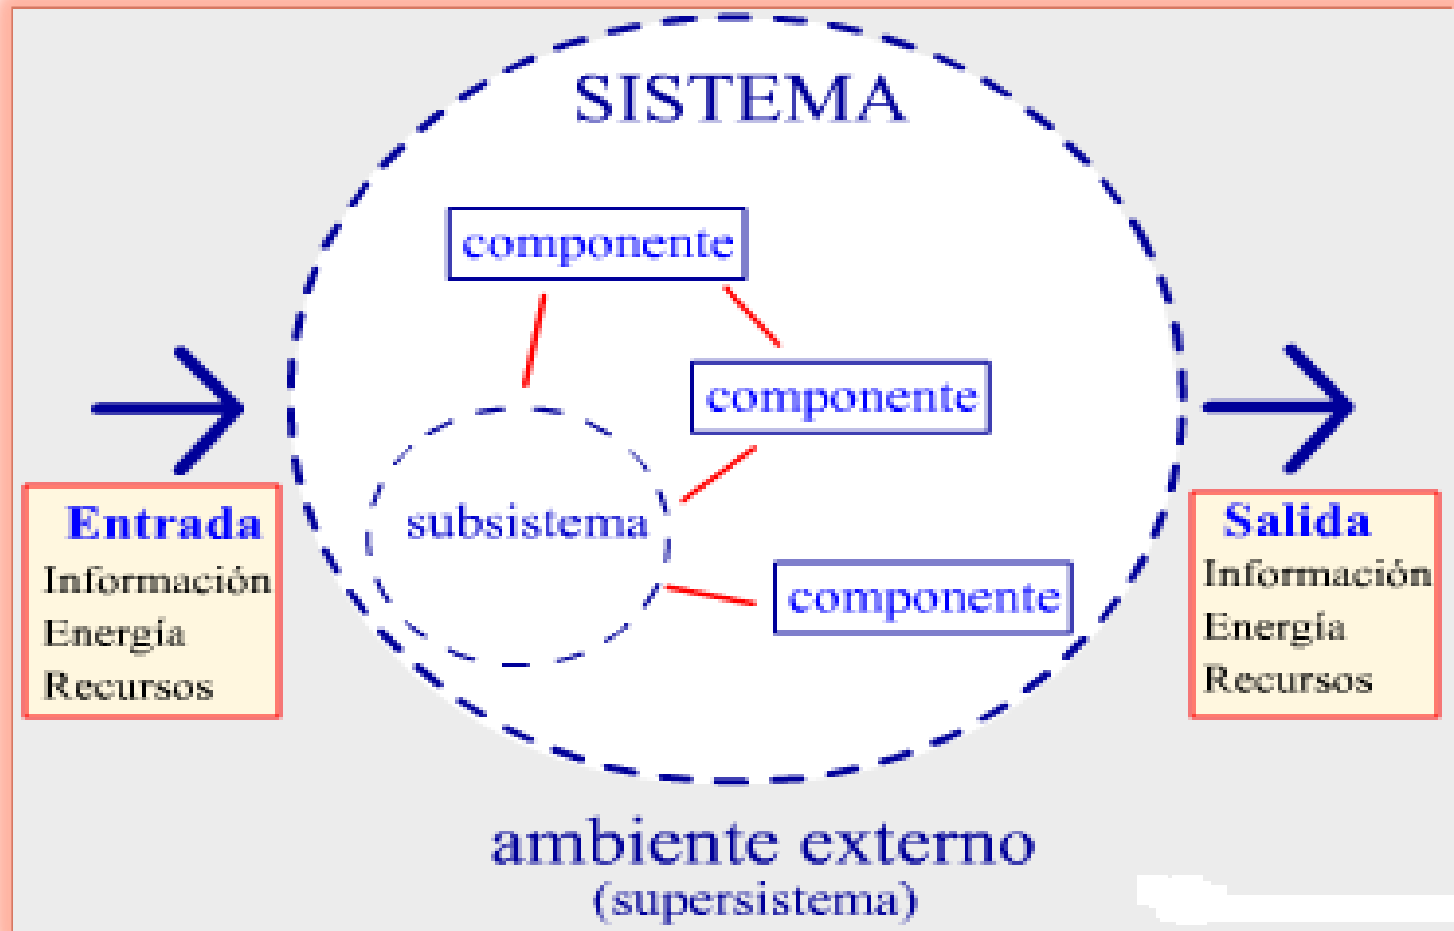 SISTEMA
componente
componente
subsistema
componente
Entrada
Información
Energía
Recursos
Salida
Información
Energía
Recursos
ambiente externo
(supersistema)